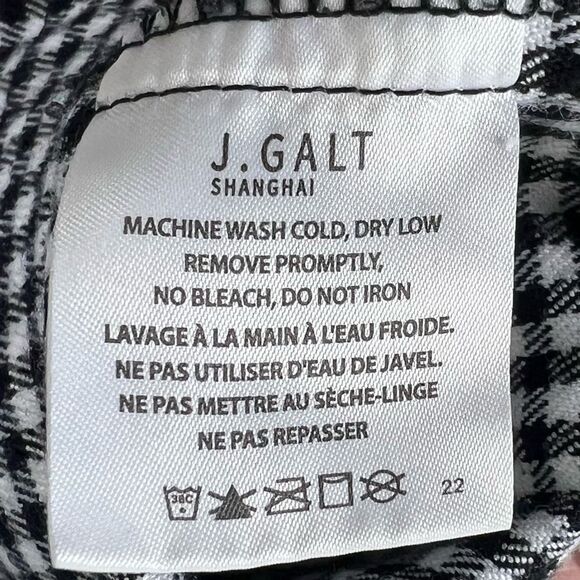 J.GALT
SHANGHAI
MACHINE WASH COLD, DRY LOW
REMOVE PROMPTLY,
NO BLEACH, DO NOT IRON
LAVAGE À LA MAIN À L'EAU FROIDE.
NE PAS UTILISER D'EAU DE JAVEL.
NE PAS METTRE AU SÈCHE-LINGE
NE PAS REPASSER
38C 22